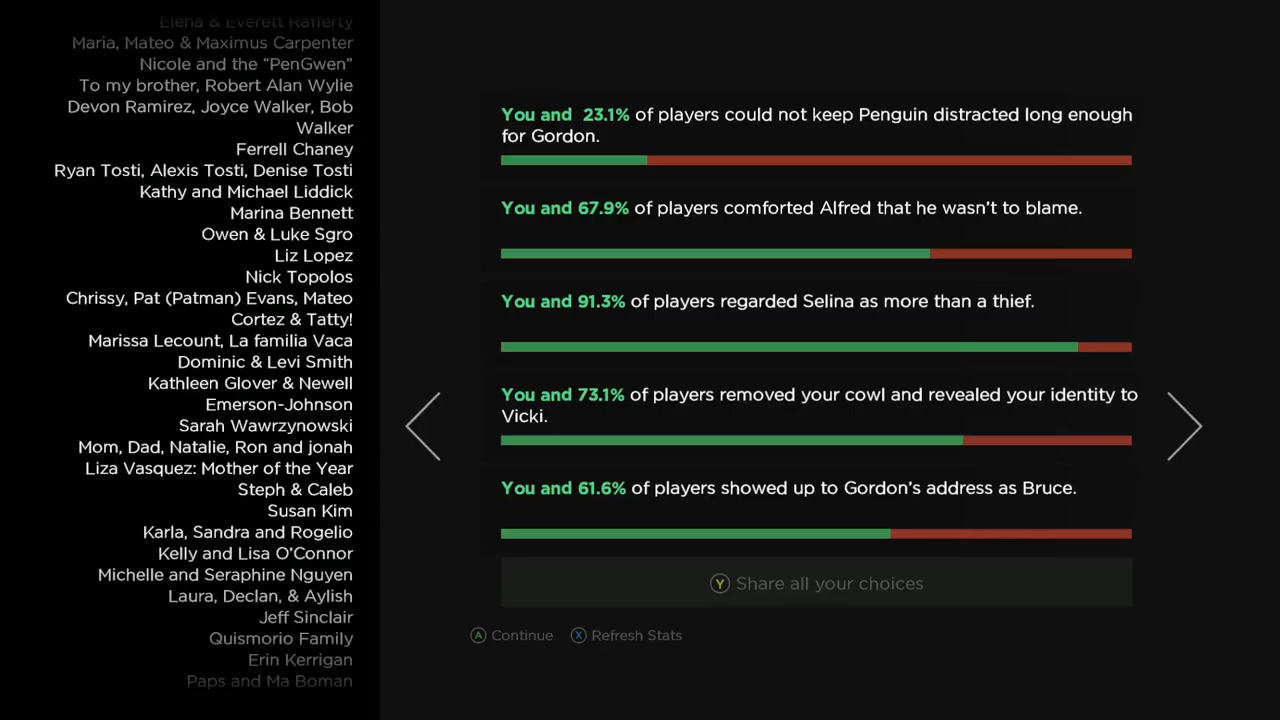 Elena & Everett Rafferty
Maria, Mateo & Maximus Carpenter
Nicole and the “PenGwen”
To my brother, Robert Alan Wylie
Devon Ramirez, Joyce Walker, Bob
Walker
Ferrell Chaney
Ryan Tosti, Alexis Tosti, Denise Tosti
Kathy and Michael Liddick
Marina Bennett
Owen & Luke Sgro
Liz Lopez
Nick Topolos
Chrissy, Pat (Patman) Evans, Mateo
Cortez & Tatty!
Marissa Lecount, La familia Vaca
Dominic & Levi Smith
Kathleen Glover & Newell
Emerson-Johnson
Sarah Wawrzynowski
Mom, Dad, Natalie, Ron and jonah
Liza Vasquez: Mother of the Year
Steph & Caleb
Susan Kim
Karla, Sandra and Rogelio
Kelly and Lisa O’Connor
Michelle and Seraphine Nguyen
Laura, Declan, & Aylish
Jeff Sinclair
Quismorio Family
Erin Kerrigan
Paps and Ma Boman
You and 23.1% of players could not keep Penguin distracted long enough
for Gordon.
You and 67.9% of players comforted Alfred that he wasn’t to blame.
You and 91.3% of players regarded Selina as more than a thief.
You and 73.1% of players removed your cowl and revealed your identity to
Vicki.
You and 61.6% of players showed up to Gordon’s address as Bruce.
Y Share all your choices
A Continue X Refresh Stats